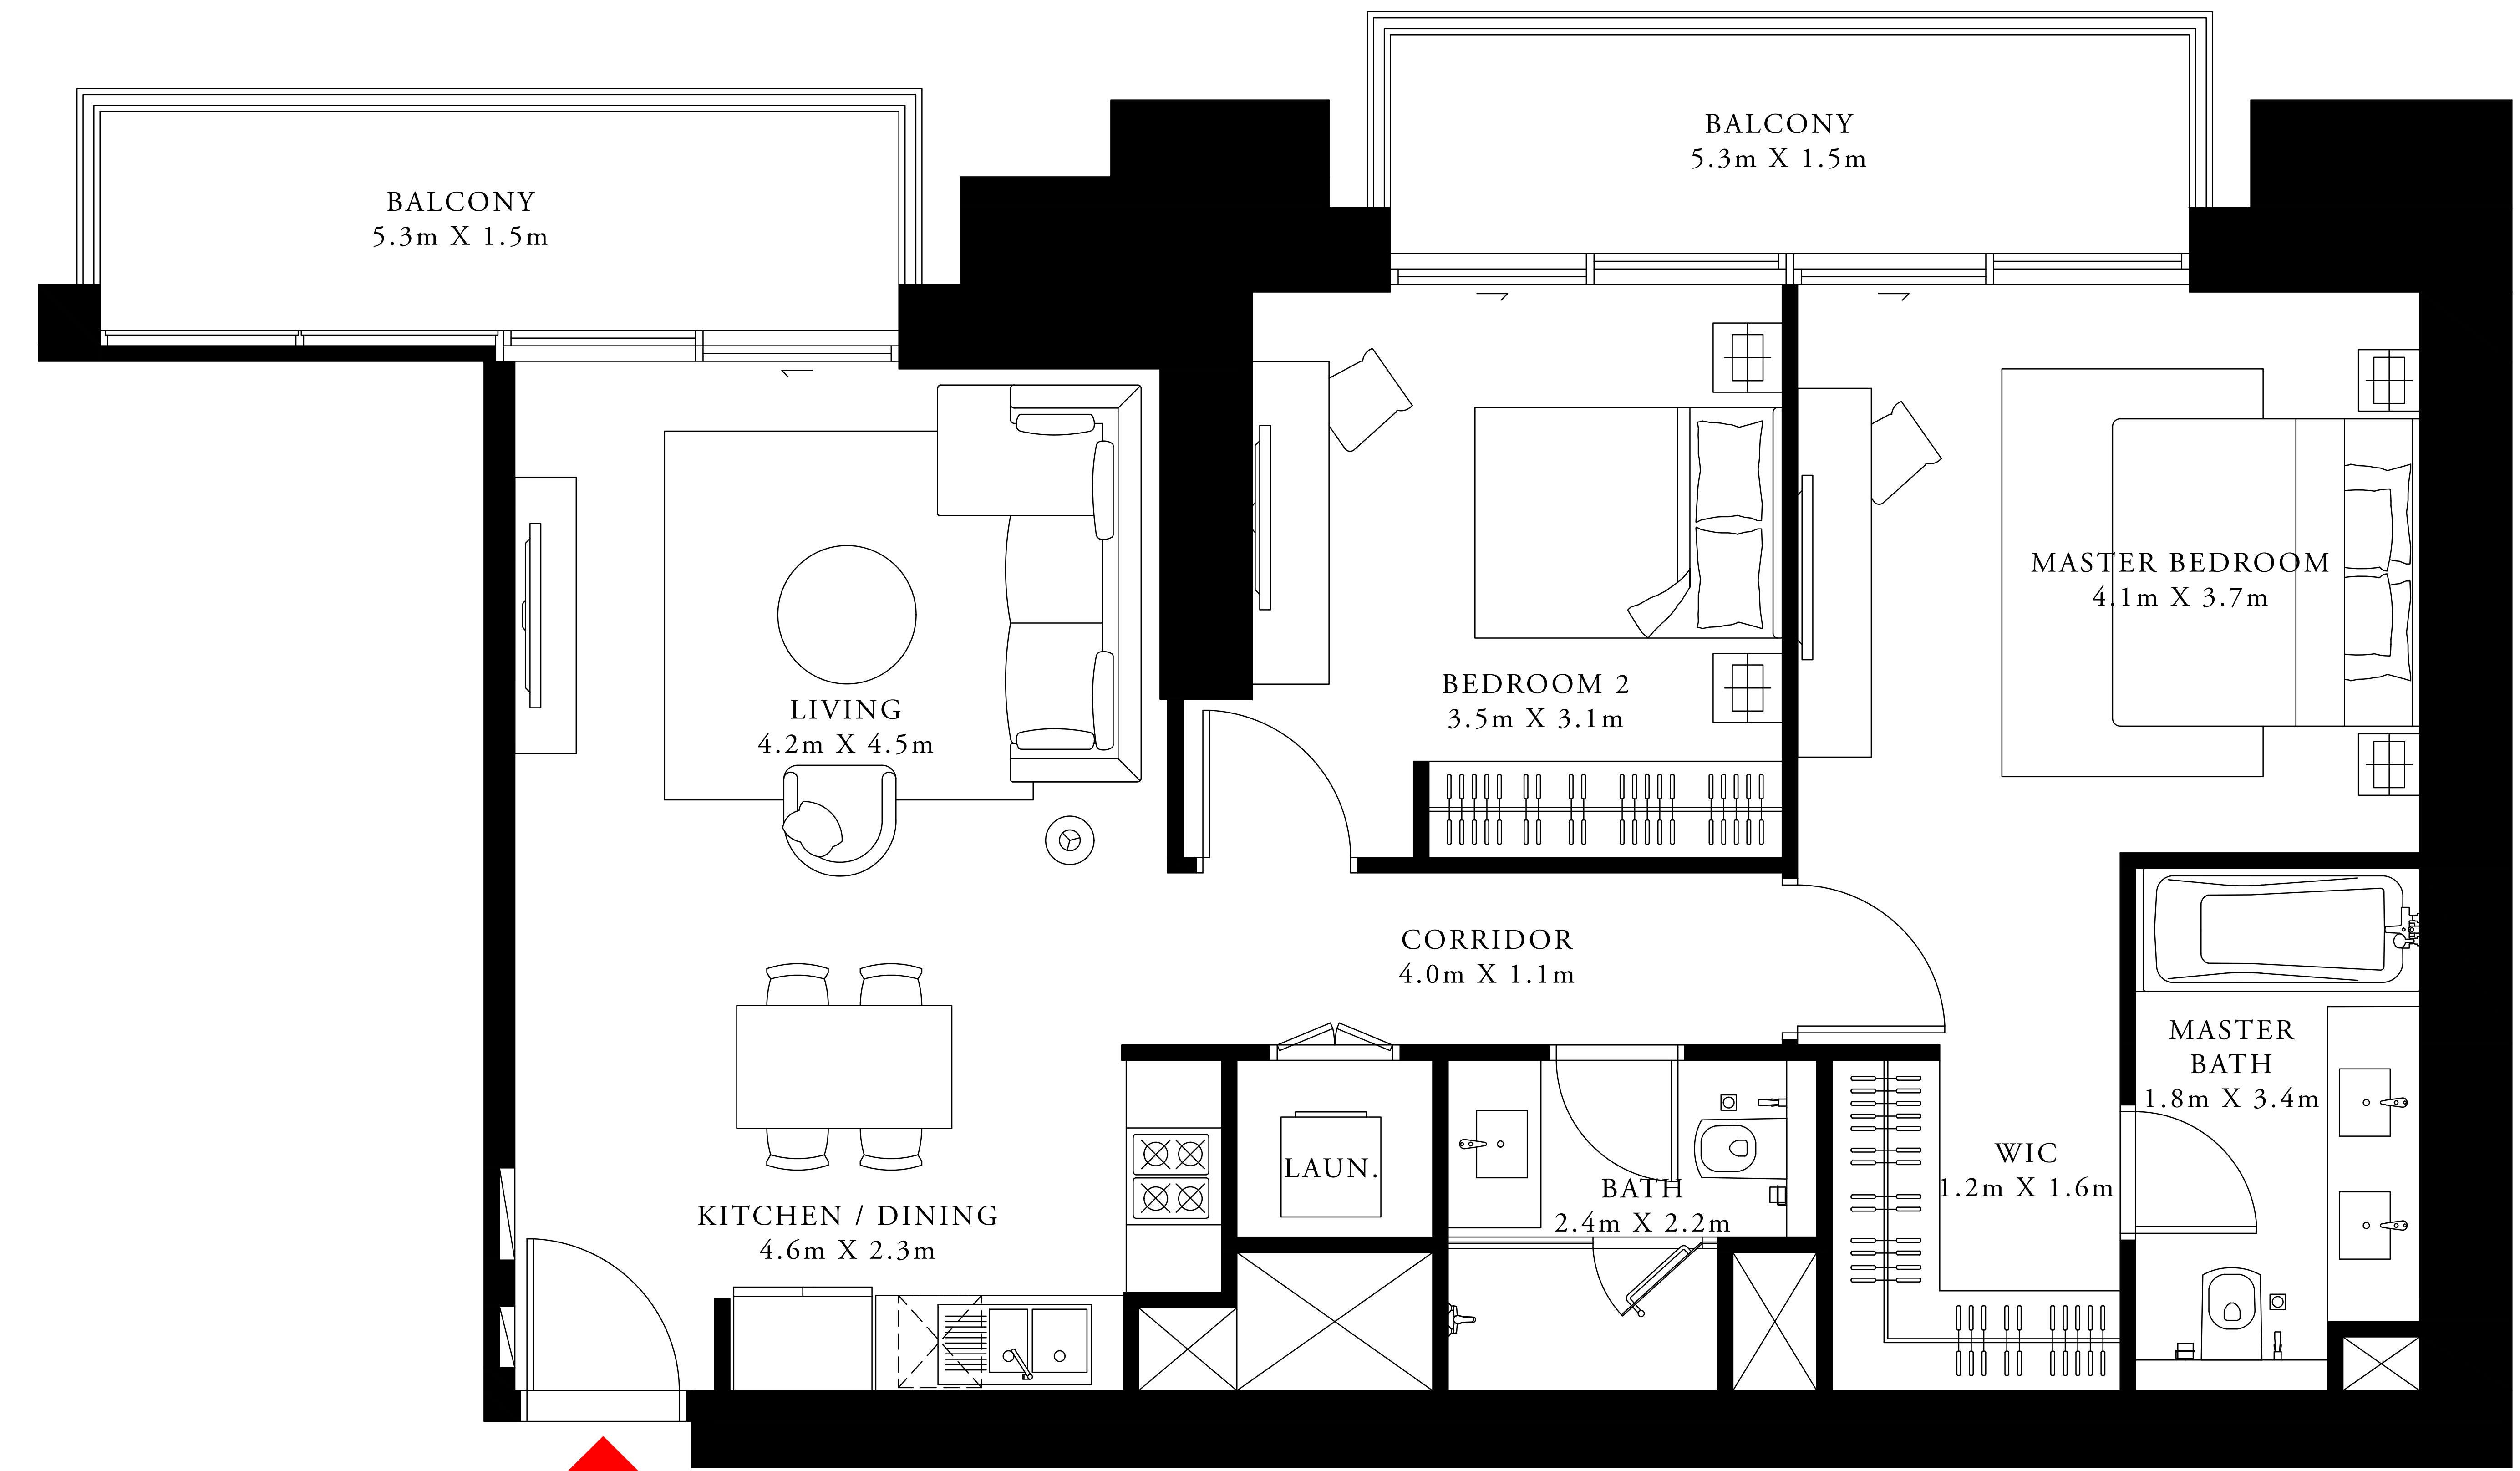 BALCONY
5.3m X 1.5m
BALCONY
5.3m X 1.5m
MASTER BEDROOM
4.1m X 3.7m
BEDROOM 2
3.5m X 3.1m
LIVING
4.2m X 4.5m
CORRIDOR
4.0m X 1.1m
MASTER
BATH
1.8m X 3.4m
WIC
1.2m X 1.6m
LAUN.
BATH
2.4m X 2.2m
KITCHEN / DINING
4.6m X 2.3m